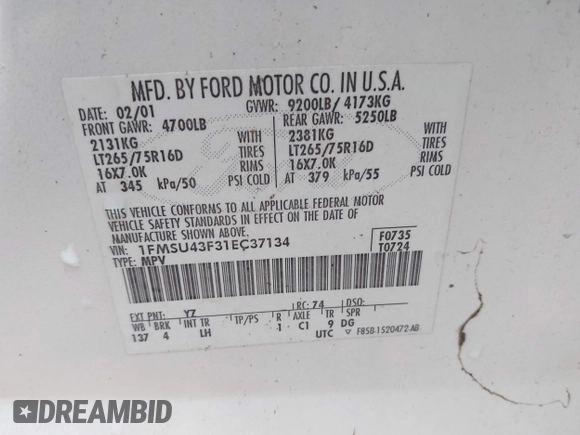 MFD. BY FORD MOTOR CO. IN U.S.A.
DATE: 02/01 GVWR: 9200LB/ 4173KG
FRONT GAWR: 4700LB REAR GAWR: 5250LB
2131KG WITH 2381KG WITH
LT265/75R16D TIRES LT265/75R16D TIRES
16X7.0K RIMS 16X7.0K RIMS
AT 345 kPa/50 PSI COLD AT 379 kPa/55 PSI COLD
THIS VEHICLE CONFORMS TO ALL APPLICABLE FEDERAL MOTOR
VEHICLE SAFETY STANDARDS IN EFFECT ON THE DATE OF
MANUFACTURE SHOWN ABOVE.
VIN: 1FMSU43F31EC37134 F0735
TYPE: MPV T0724
EXT PNT: YZ RC: 74 DSO:
WB BRK INT TR TP/PS R AXLE TR SPR
137 4 LH 1 C1 9 DG
UTC ▽ F85B-1520472-AB
DREAMBID